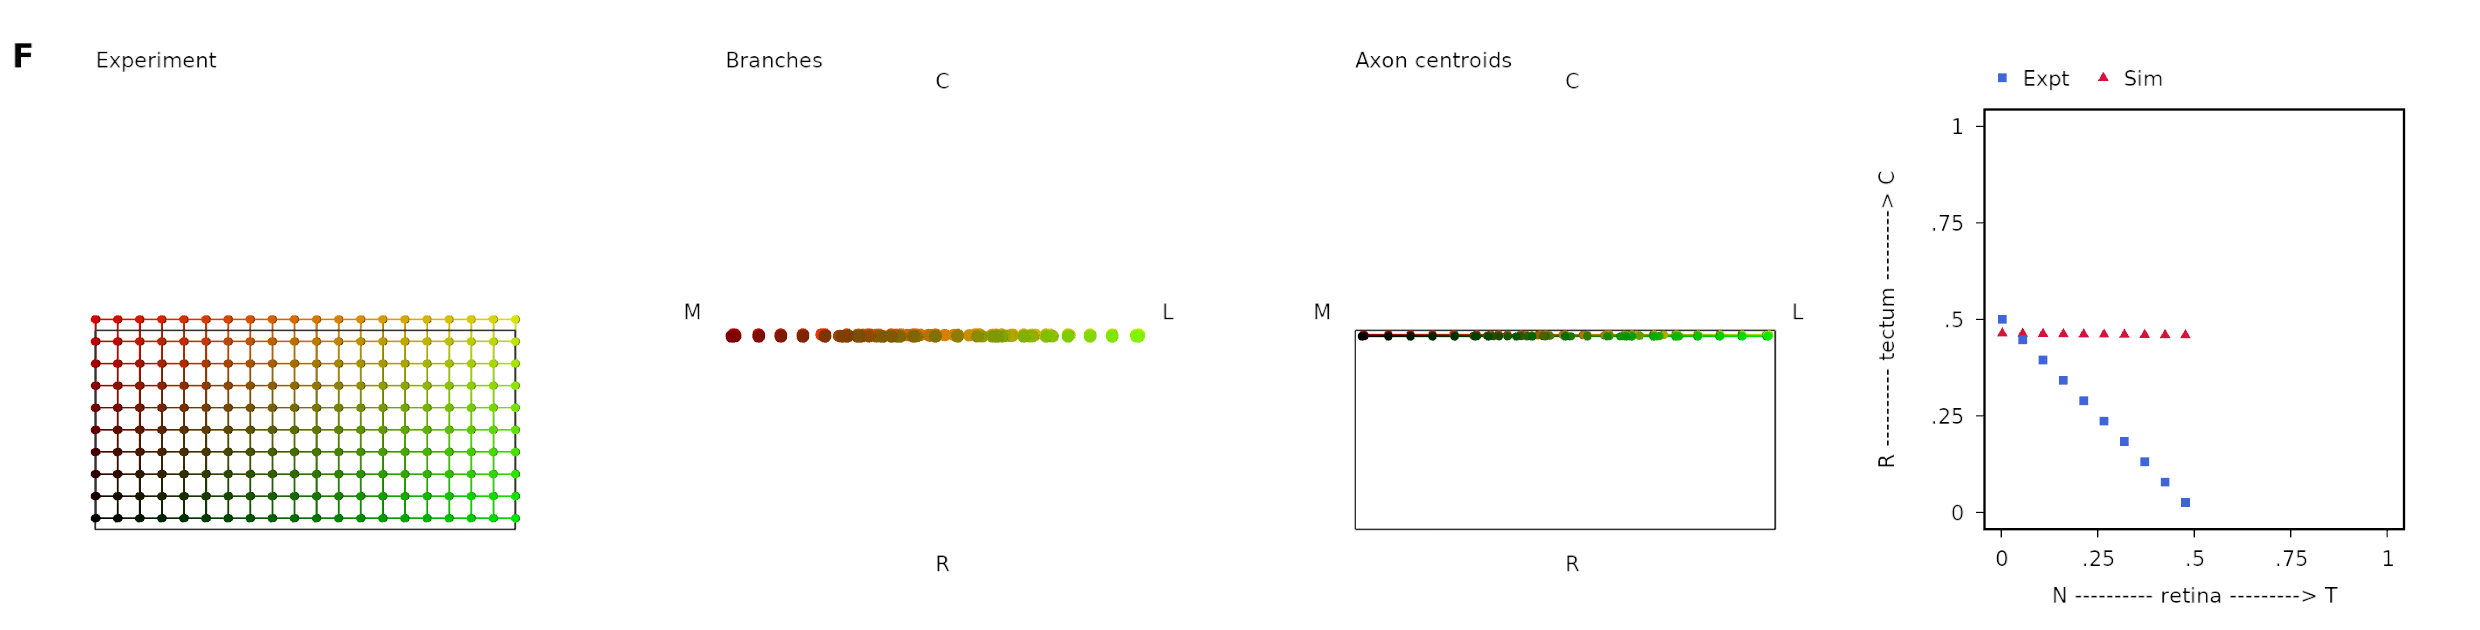 F
Experiment
Branches
C
M
L
R
Axon centroids
C
M
L
R
Expt
Sim
1
.75
.5
.25
0
R ----------- tectum -----------> C
0
.25
.5
.75
1
N ---------- retina ---------> T